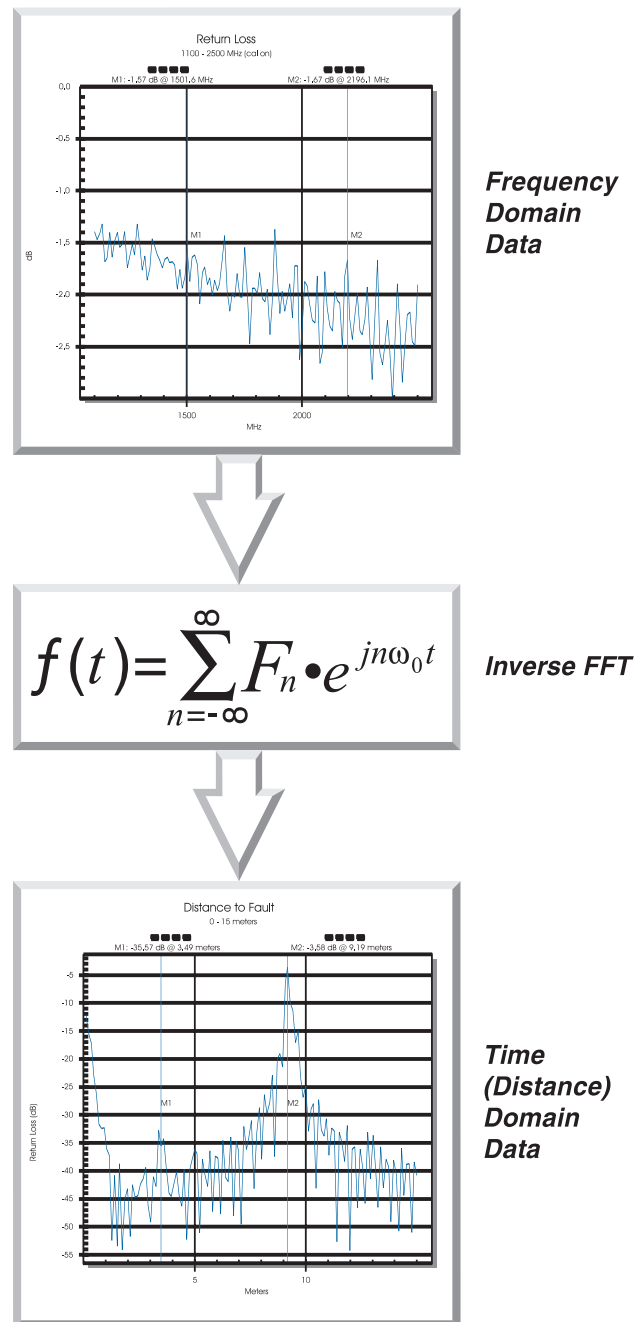 Return Loss
1100 - 2500 MHz (cal on)
M1: -1.57 dB @ 1501.6 MHz
M2: -1.67 dB @ 2196.1 MHz
0.0
-0.5
-1.0
-1.5
-2.0
-2.5
dB
M1
M2
1500
2000
MHz
Frequency
Domain
Data
f(t)=∑Fn•e^jnω0t
∞
n=-∞
Inverse FFT
Distance to Fault
0 - 15 meters
M1: -35.57 dB @ 3.49 meters
M2: -3.58 dB @ 9.19 meters
-5
-10
-15
-20
-25
-30
-35
-40
-45
-50
-55
Return Loss (dB)
M1
M2
5
10
Meters
Time
(Distance)
Domain
Data